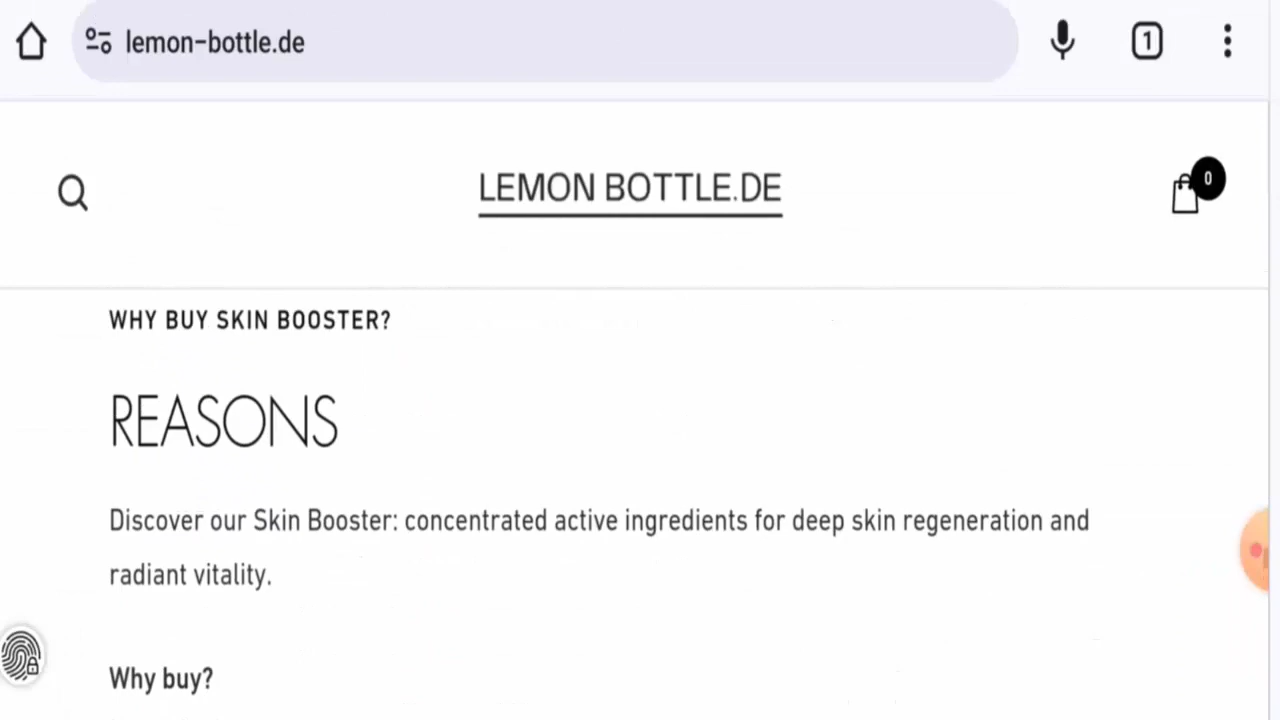 lemon-bottle.de
1
LEMON BOTTLE.DE
0
WHY BUY SKIN BOOSTER?
REASONS
Discover our Skin Booster: concentrated active ingredients for deep skin regeneration and
radiant vitality.
Why buy?